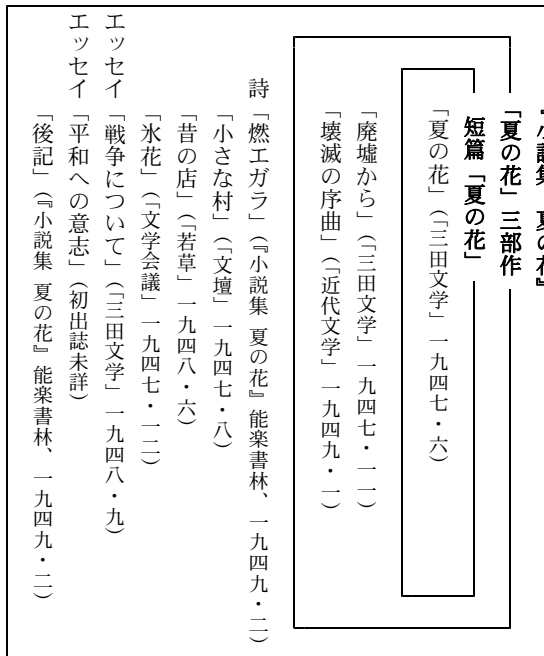 『小説集 夏の花』
「夏の花」三部作
短篇「夏の花」
「夏の花」（「三田文学」一九四七・六）
「廃墟から」（「三田文学」一九四七・一一）
「壊滅の序曲」（「近代文学」一九四九・一）
詩「燃エガラ」（『小説集 夏の花』能楽書林、一九四九・二）
「小さな村」（「文壇」一九四七・八）
「昔の店」（「若草」一九四八・六）
「氷花」（「文学会議」一九四七・一二）
エッセイ「戦争について」（「三田文学」一九四八・九）
エッセイ「平和への意志」（初出誌未詳）
「後記」（『小説集 夏の花』能楽書林、一九四九・二）